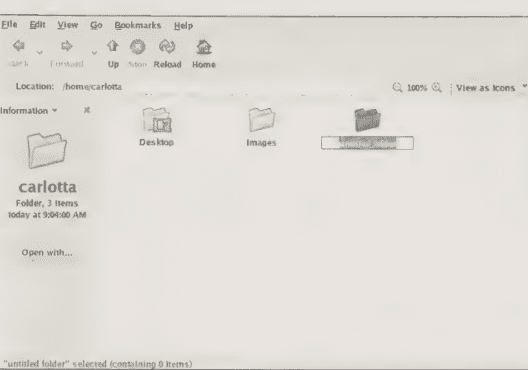 File Edit View Go Bookmarks Help
Back Forward Up Stop Reload Home
Location: /home/carlotta
100% View as Icons
Information
Desktop Images
carlotta
Folder, 3 items
today at 9:04:00 AM
Open with...
"untitled folder" selected (containing 0 items)